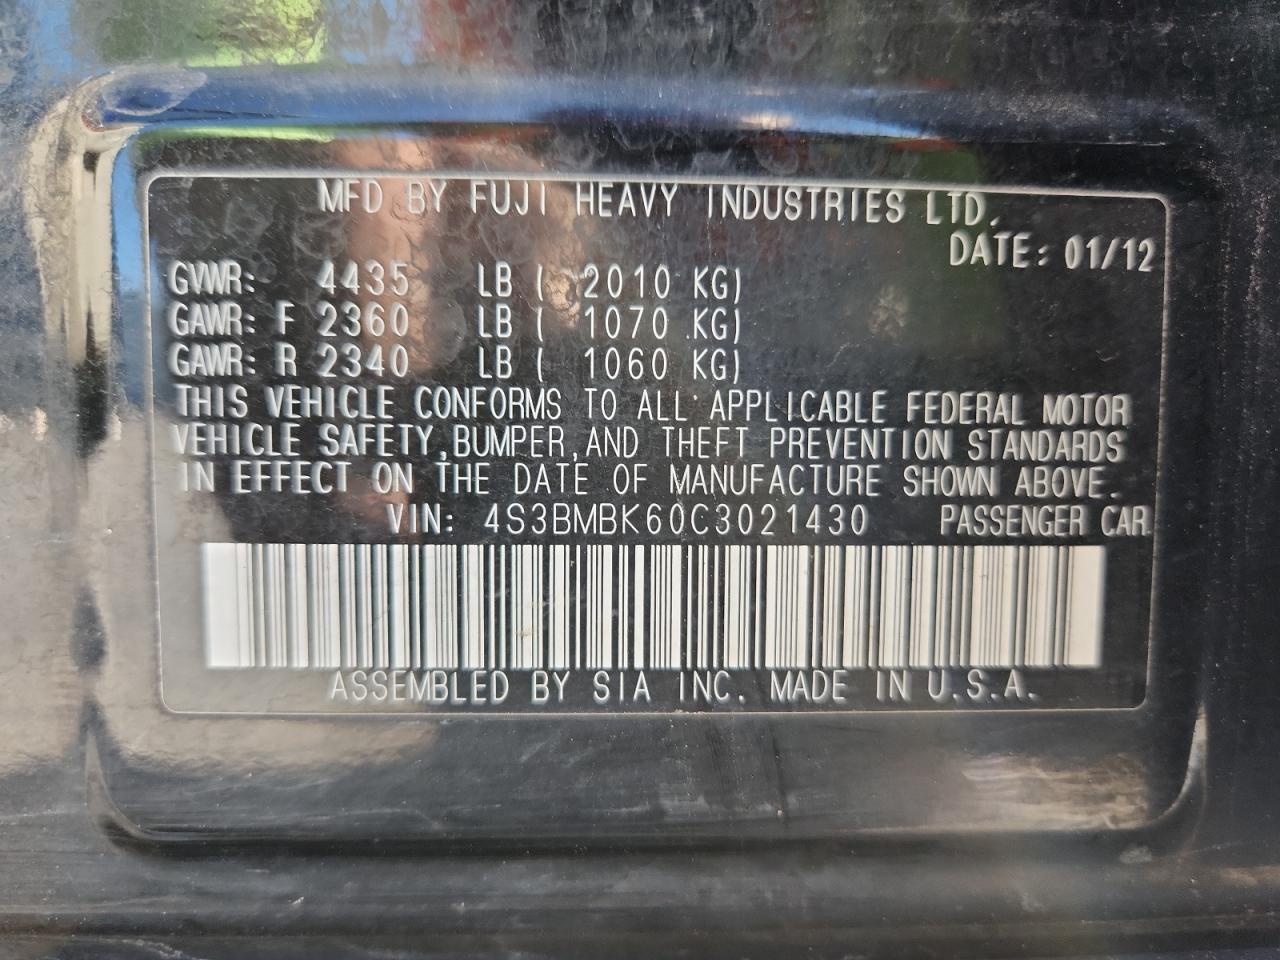 MFD BY FUJI HEAVY INDUSTRIES LTD.
DATE: 01/12
GVWR: 4435 LB ( 2010 KG)
GAWR: F 2360 LB ( 1070 KG)
GAWR: R 2340 LB ( 1060 KG)
THIS VEHICLE CONFORMS TO ALL APPLICABLE FEDERAL MOTOR
VEHICLE SAFETY, BUMPER, AND THEFT PREVENTION STANDARDS
IN EFFECT ON THE DATE OF MANUFACTURE SHOWN ABOVE.
VIN: 4S3BMBK60C3021430 PASSENGER CAR
ASSEMBLED BY SIA INC. MADE IN U.S.A.